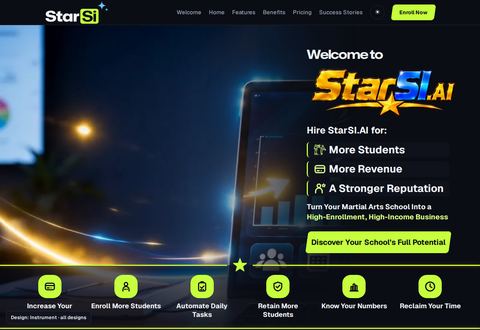 StarSi
Welcome Home Features Benefits Pricing Success Stories Enroll Now
Welcome to
StarSI.AI
Hire StarSI.AI for:
More Students
More Revenue
A Stronger Reputation
Turn Your Martial Arts School Into a
High-Enrollment, High-Income Business
Discover Your School's Full Potential
Increase Your
Enroll More Students
Automate Daily
Tasks
Retain More
Students
Know Your Numbers
Reclaim Your Time
Design: Instrument · all designs